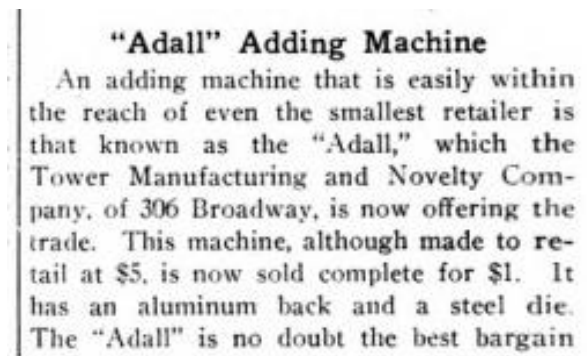 “Adall” Adding Machine
An adding machine that is easily within
the reach of even the smallest retailer is
that known as the “Adall,” which the
Tower Manufacturing and Novelty Com-
pany, of 306 Broadway, is now offering the
trade. This machine, although made to re-
tail at $5, is now sold complete for $1. It
has an aluminum back and a steel die.
The “Adall” is no doubt the best bargain